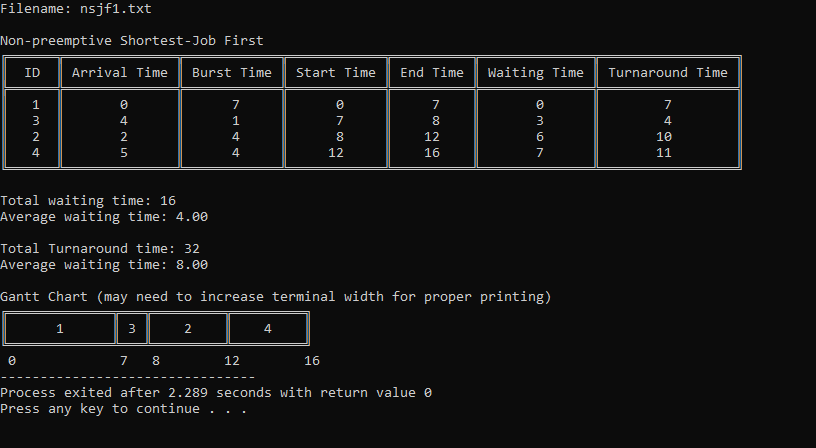 Filename: nsjf1.txt
Non-preemptive Shortest-Job First
ID Arrival Time Burst Time Start Time End Time Waiting Time Turnaround Time
1 0 7 0 7 0 7
3 4 1 7 8 3 4
2 2 4 8 12 6 10
4 5 4 12 16 7 11
Total waiting time: 16
Average waiting time: 4.00
Total Turnaround time: 32
Average waiting time: 8.00
Gantt Chart (may need to increase terminal width for proper printing)
1 3 2 4
0 7 8 12 16
--------------------------------
Process exited after 2.289 seconds with return value 0
Press any key to continue . . .